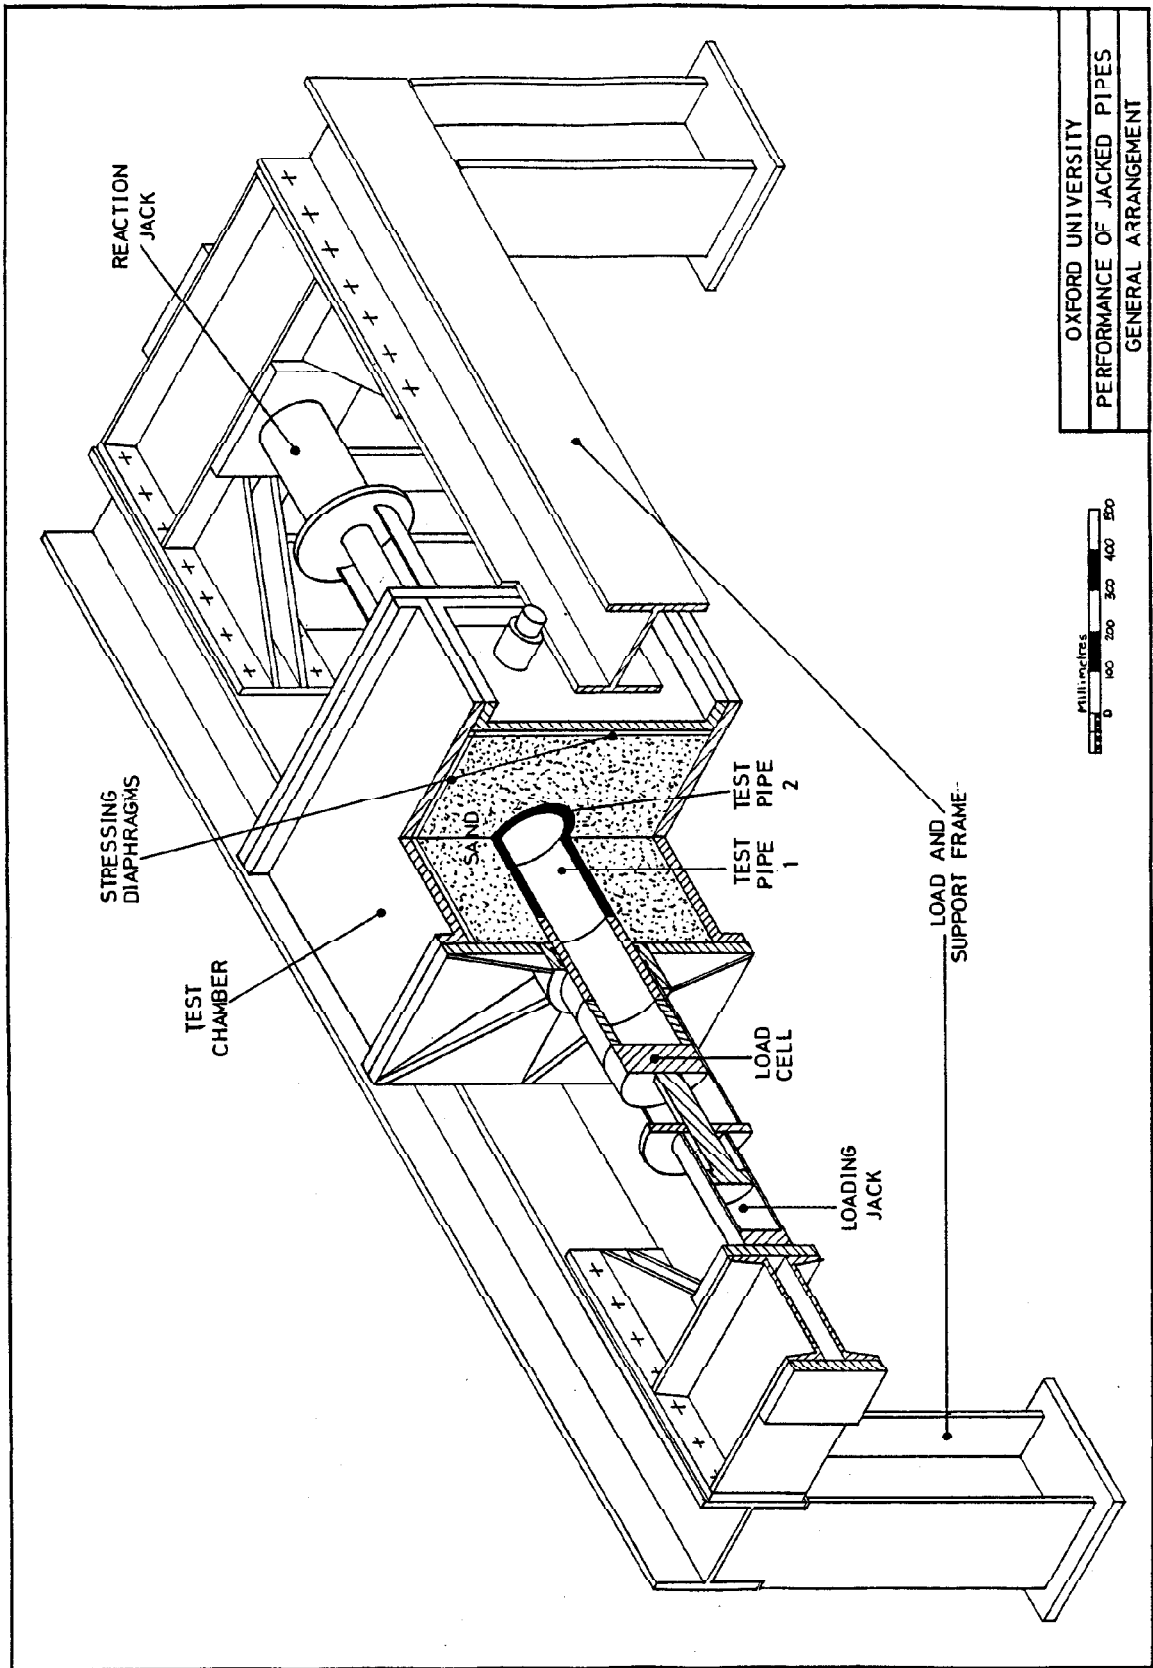 REACTION
JACK
STRESSING
DIAPHRAGMS
TEST
CHAMBER
SAND
TEST
PIPE
2
TEST
PIPE
1
LOAD
CELL
LOADING
JACK
LOAD AND
SUPPORT FRAME
Millimetres
0 100 200 300 400 500
OXFORD UNIVERSITY
PERFORMANCE OF JACKED PIPES
GENERAL ARRANGEMENT